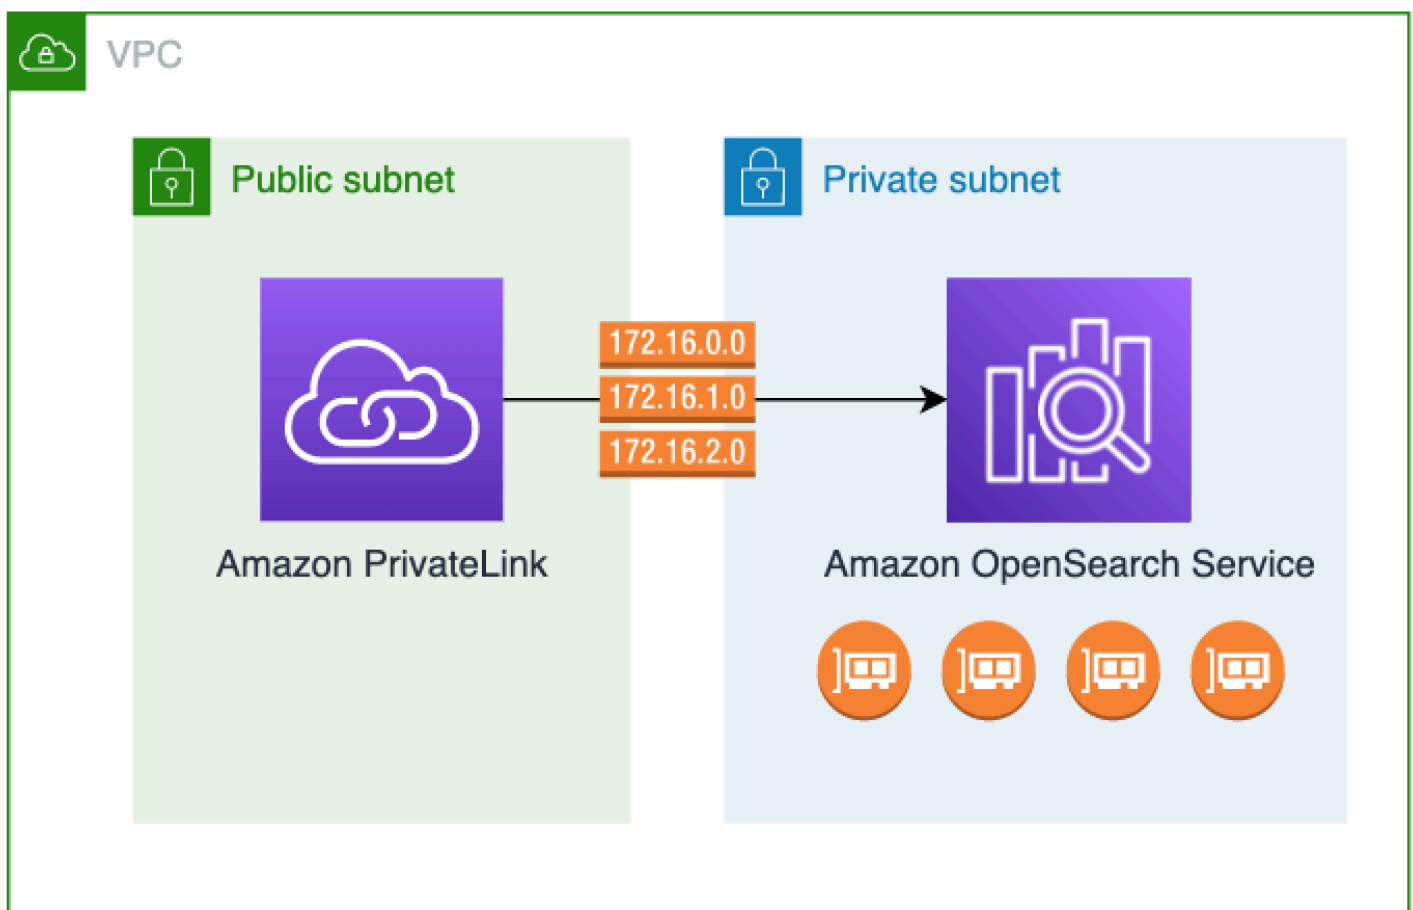 VPC
Public subnet
Private subnet
172.16.0.0
172.16.1.0
172.16.2.0
Amazon PrivateLink
Amazon OpenSearch Service